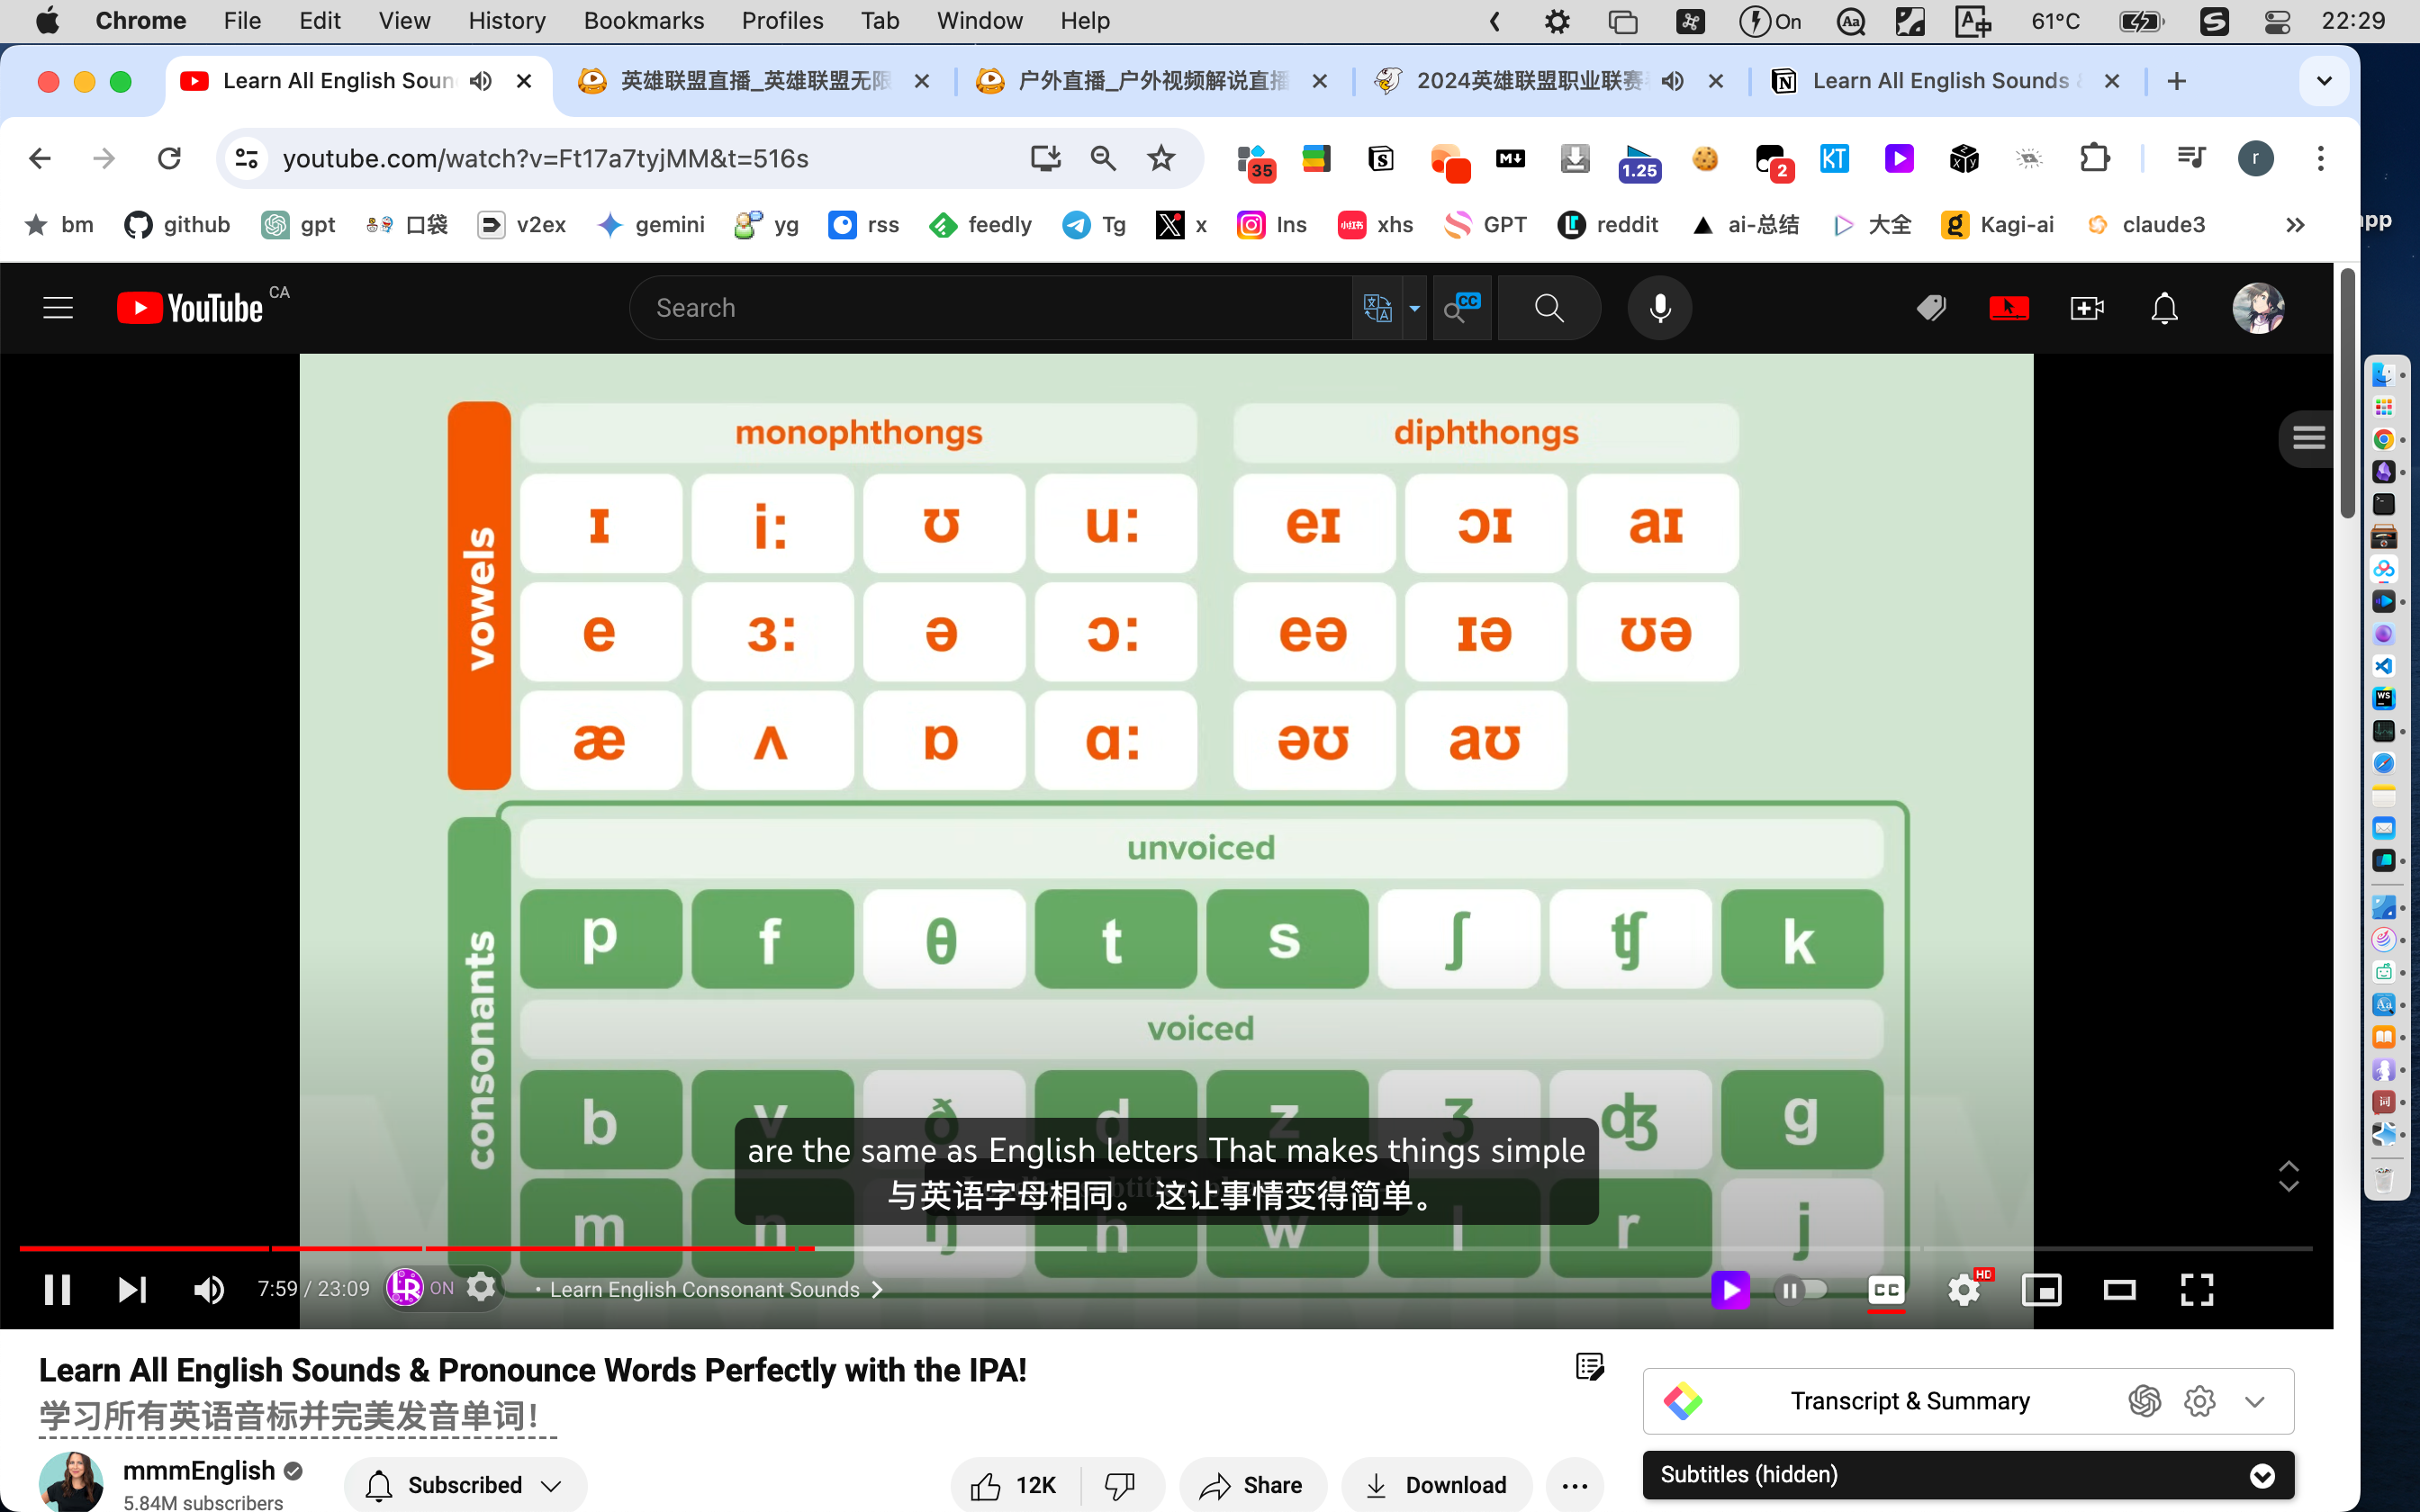 Chrome File Edit View History Bookmarks Profiles Tab Window Help On 61°C 22:29
Learn All English Soun 英雄联盟直播_英雄联盟无限 户外直播_户外视频解说直播 2024英雄联盟职业联赛 Learn All English Sounds
youtube.com/watch?v=Ft17a7tyjMM&t=516s 35 1.25 2 KT r
bm github gpt 口袋 v2ex gemini yg rss feedly Tg x Ins xhs GPT reddit ai-总结 大全 Kagi-ai claude3
app
YouTube CA Search CC
monophthongs diphthongs
vowels
ɪ i: ʊ u: eɪ ɔɪ aɪ
e ɜ: ə ɔ: eə ɪə ʊə
æ ʌ ɒ ɑ: əʊ aʊ
consonants
unvoiced
p f θ t s ʃ ʧ k
voiced
b v ð d z ʒ ʤ g
are the same as English letters That makes things simple
与英语字母相同。 这让事情变得简单。
m n ŋ h w l r j
7:59 / 23:09 LR ON • Learn English Consonant Sounds CC HD
Learn All English Sounds & Pronounce Words Perfectly with the IPA!
学习所有英语音标并完美发音单词！
Transcript & Summary
mmmEnglish
5.84M subscribers
Subscribed 12K Share Download
Subtitles (hidden)